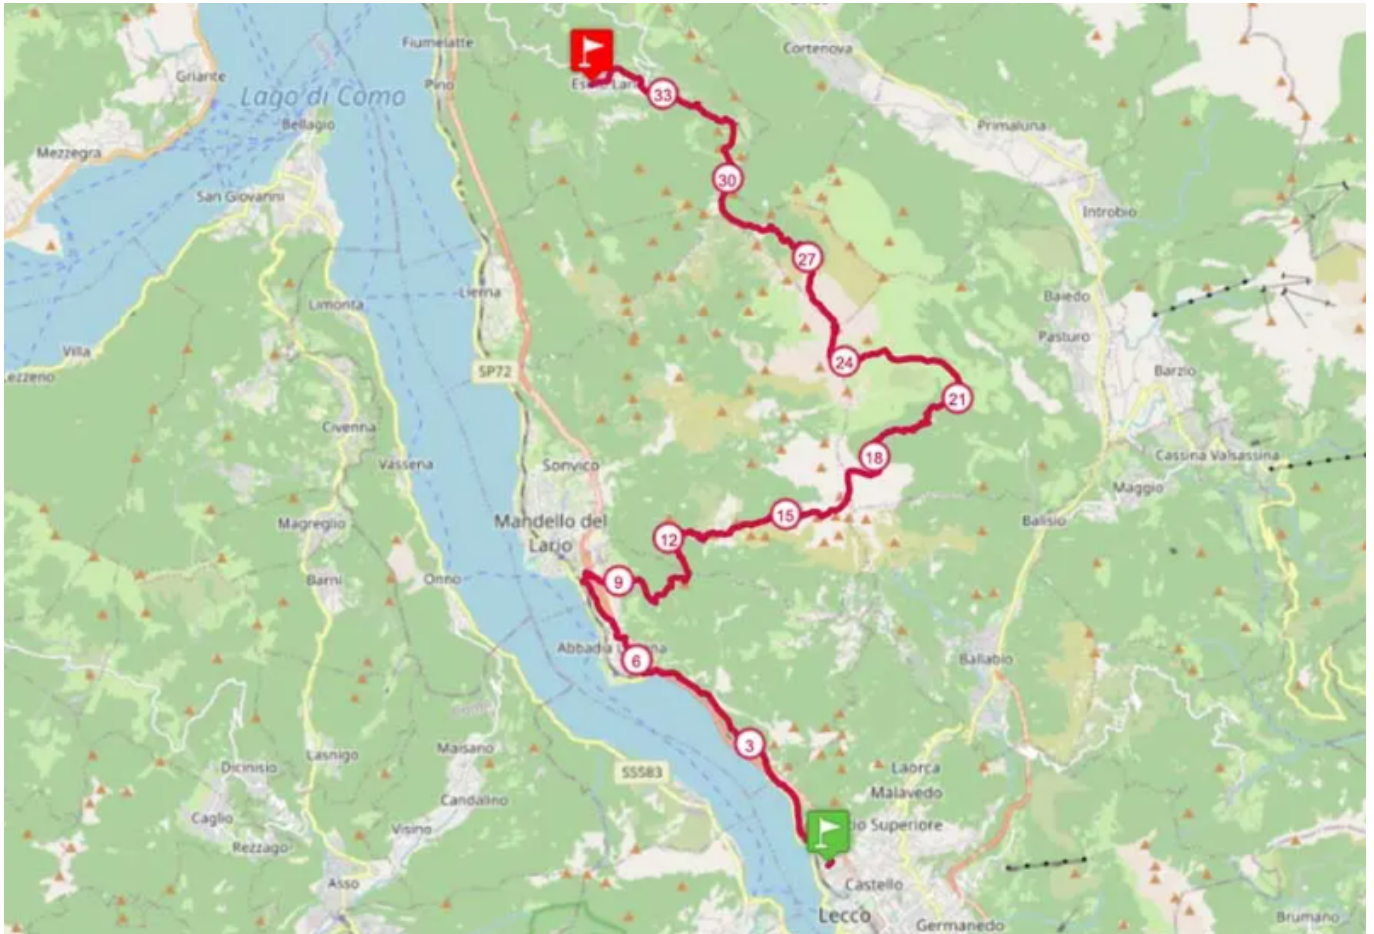 Fiumelatte
Cortenova
Griante
Pino
33
Lago di Como
Bellagio
Primaluna
Mezzegra
30
San Giovanni
Introbio
27
Lierna
Baiedo
Limonta
Pasturo
Villa
24
SP72
Barzio
ezzeno
21
Civenna
18
Cassina Valsassina
Vassena
Sonvico
Maggio
Mandello del
Lario
15
Balisio
Magreglio
12
Barni
Onno
9
Abbadia
6
Ballabio
3
Maisano
Lasnigo
SS583
Laorca
Dicinisio
Malavedo
Candalino
Caglio
Superiore
Visino
Rezzago
Asso
Castello
Lecco
Germanedo
Brumano